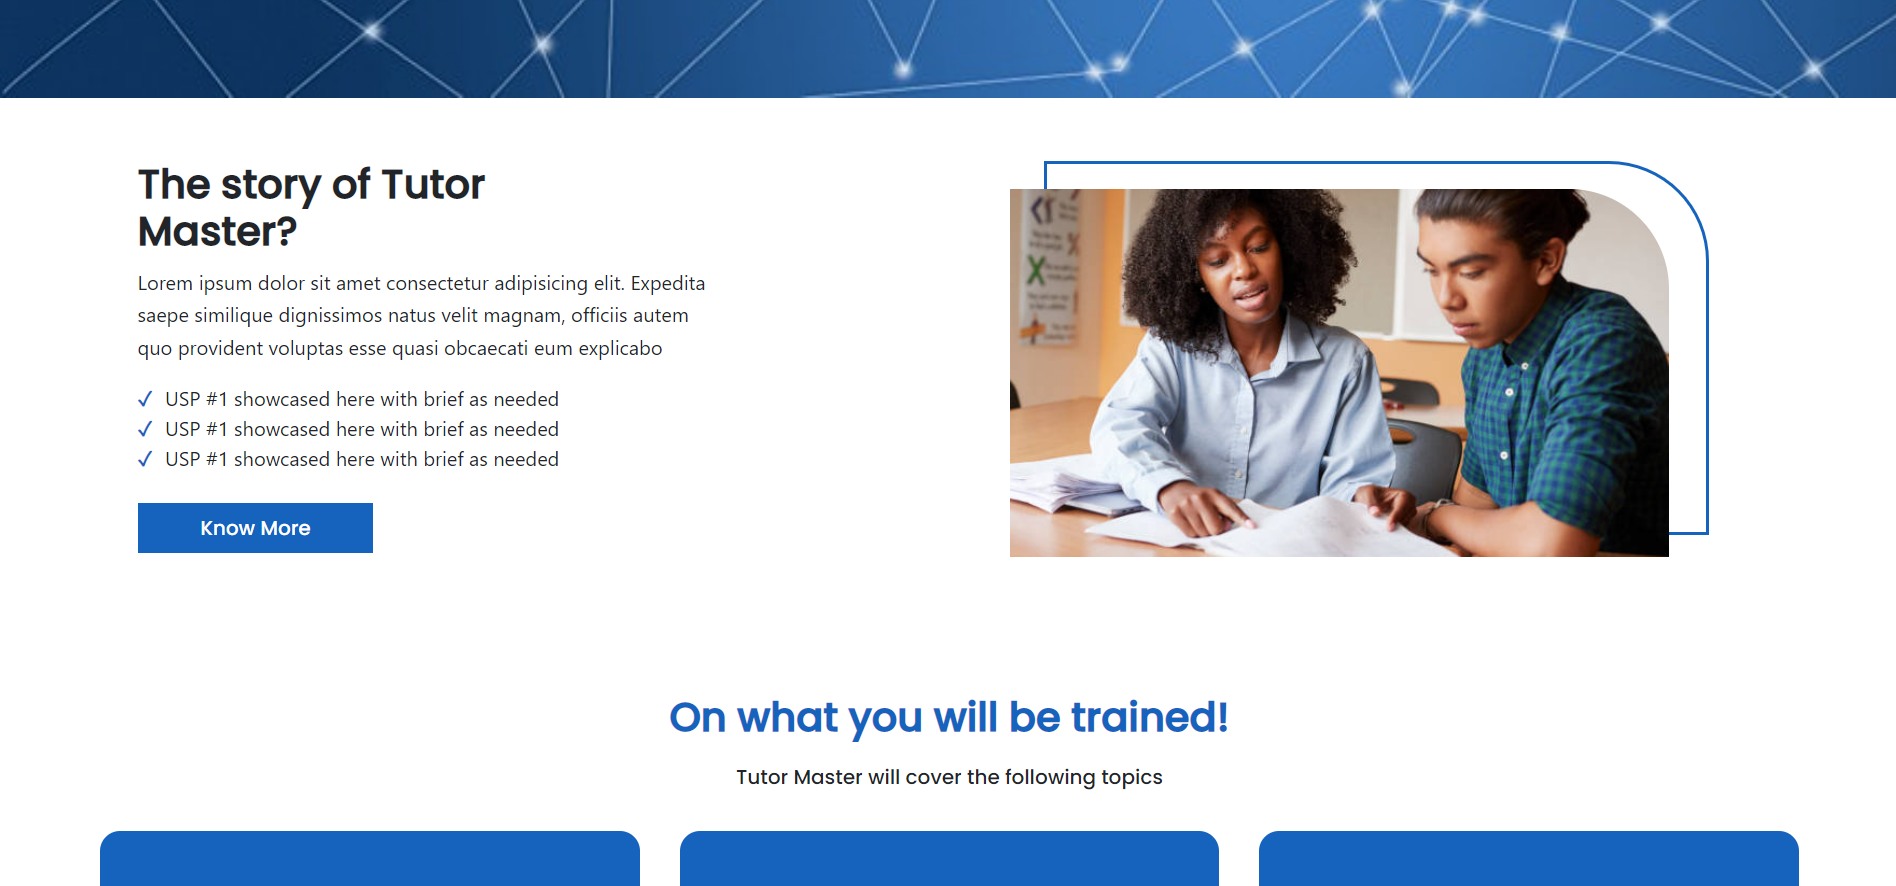 The story of Tutor
Master?
Lorem ipsum dolor sit amet consectetur adipisicing elit. Expedita
saepe similique dignissimos natus velit magnam, officiis autem
quo provident voluptas esse quasi obcaecati eum explicabo
✓ USP #1 showcased here with brief as needed
✓ USP #1 showcased here with brief as needed
✓ USP #1 showcased here with brief as needed
Know More
On what you will be trained!
Tutor Master will cover the following topics